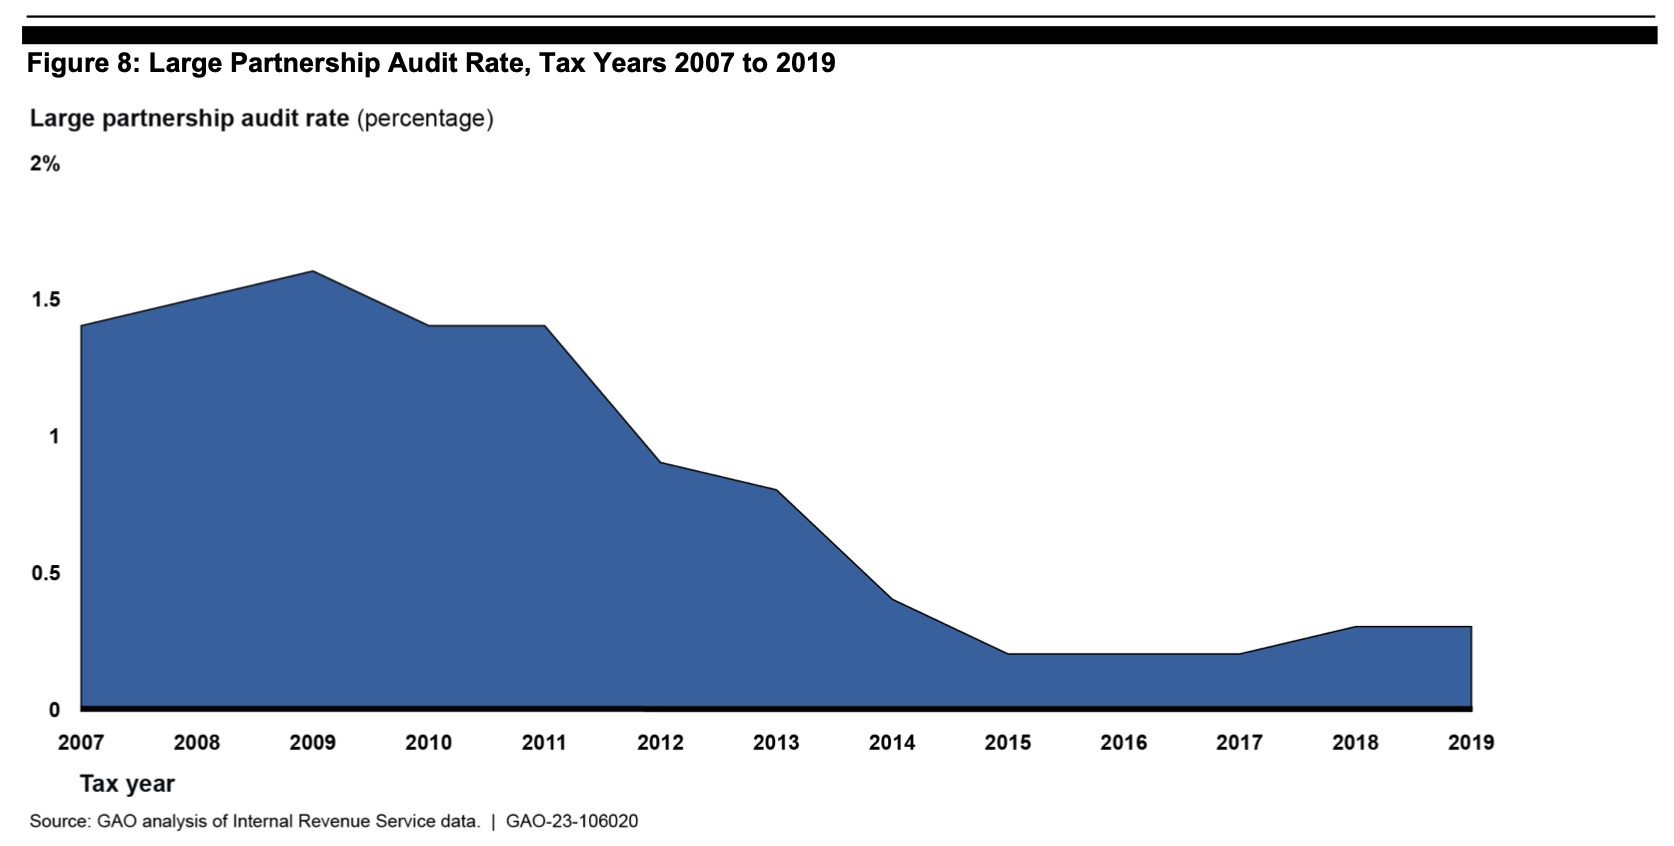 Figure 8: Large Partnership Audit Rate, Tax Years 2007 to 2019
Large partnership audit rate (percentage)
2%
1.5
1
0.5
0
2007 2008 2009 2010 2011 2012 2013 2014 2015 2016 2017 2018 2019
Tax year
Source: GAO analysis of Internal Revenue Service data. | GAO-23-106020